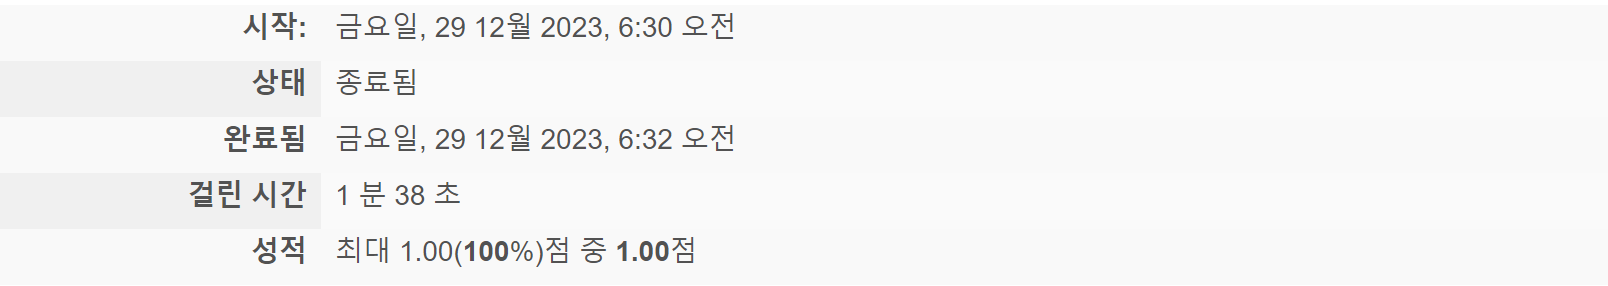 시작: 금요일, 29 12월 2023, 6:30 오전
상태 종료됨
완료됨 금요일, 29 12월 2023, 6:32 오전
걸린 시간 1 분 38 초
성적 최대 1.00(100%)점 중 1.00점